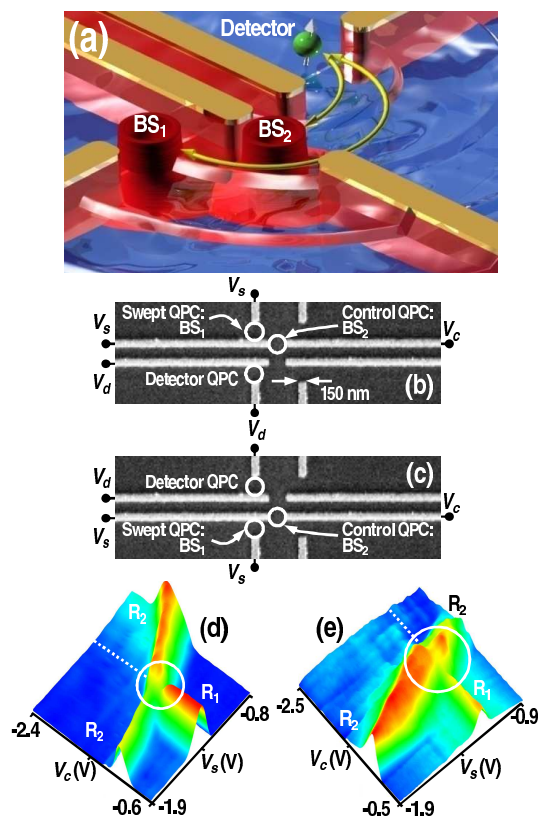 (a)
Detector
BS1
BS2
Vs
Swept QPC:
BS1
Control QPC:
BS2
Vs
Vc
Vd
Detector QPC
150 nm
(b)
Vd
(c)
Detector QPC
Vd
Vs
Vc
Swept QPC:
BS1
Control QPC:
BS2
Vs
(d)
R2
R1
R2
-2.4
Vc (V)
-0.6
-1.9
Vs (V)
-0.8
(e)
R2
R1
R2
-2.5
Vc (V)
-0.5
-1.9
Vs (V)
-0.9